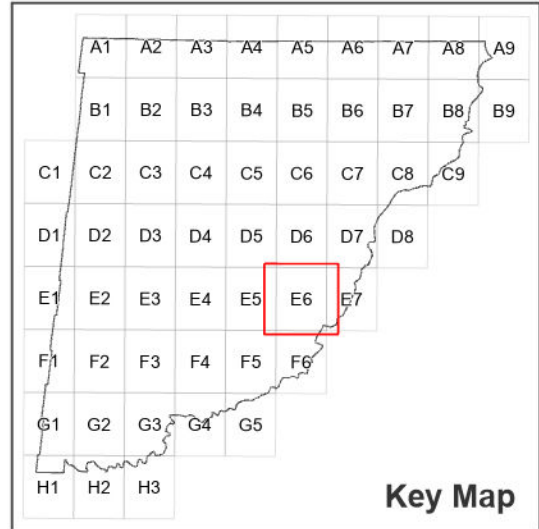 A1 A2 A3 A4 A5 A6 A7 A8 A9
B1 B2 B3 B4 B5 B6 B7 B8 B9
C1 C2 C3 C4 C5 C6 C7 C8 C9
D1 D2 D3 D4 D5 D6 D7 D8
E1 E2 E3 E4 E5 E6 E7
F1 F2 F3 F4 F5 F6
G1 G2 G3 G4 G5
H1 H2 H3
Key Map